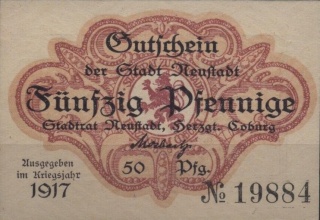 Gutschein
der Stadt Neustadt
Fünfzig Pfennige
Stadtrat Neustadt, Herzgt. Coburg
50 Pfg.
Ausgegeben
im Kriegsjahr
1917
№ 19884